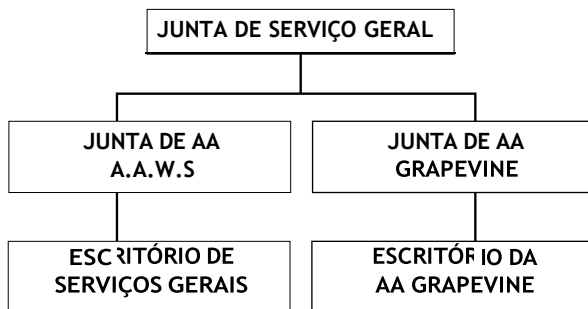 JUNTA DE SERVIÇO GERAL
JUNTA DE AA
A.A.W.S
JUNTA DE AA
GRAPEVINE
ESCRITÓRIO DE
SERVIÇOS GERAIS
ESCRITÓRIO DA
AA GRAPEVINE